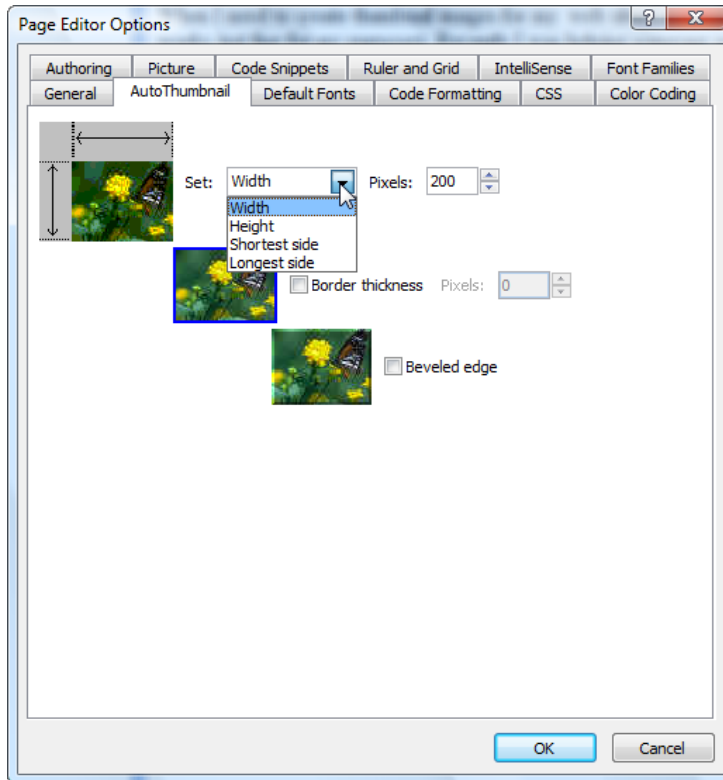 Page Editor Options
Authoring Picture Code Snippets Ruler and Grid IntelliSense Font Families
General AutoThumbnail Default Fonts Code Formatting CSS Color Coding
Set: Width Pixels: 200
Width
Height
Shortest side
Longest side
Border thickness Pixels: 0
Beveled edge
OK Cancel